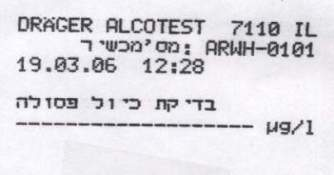 DRÄGER ALCOTEST 7110 IL
מס'מכשיר: ARWH-0101
19.03.06 12:28
בדיקת כיול פסולה
------------------- µg/l